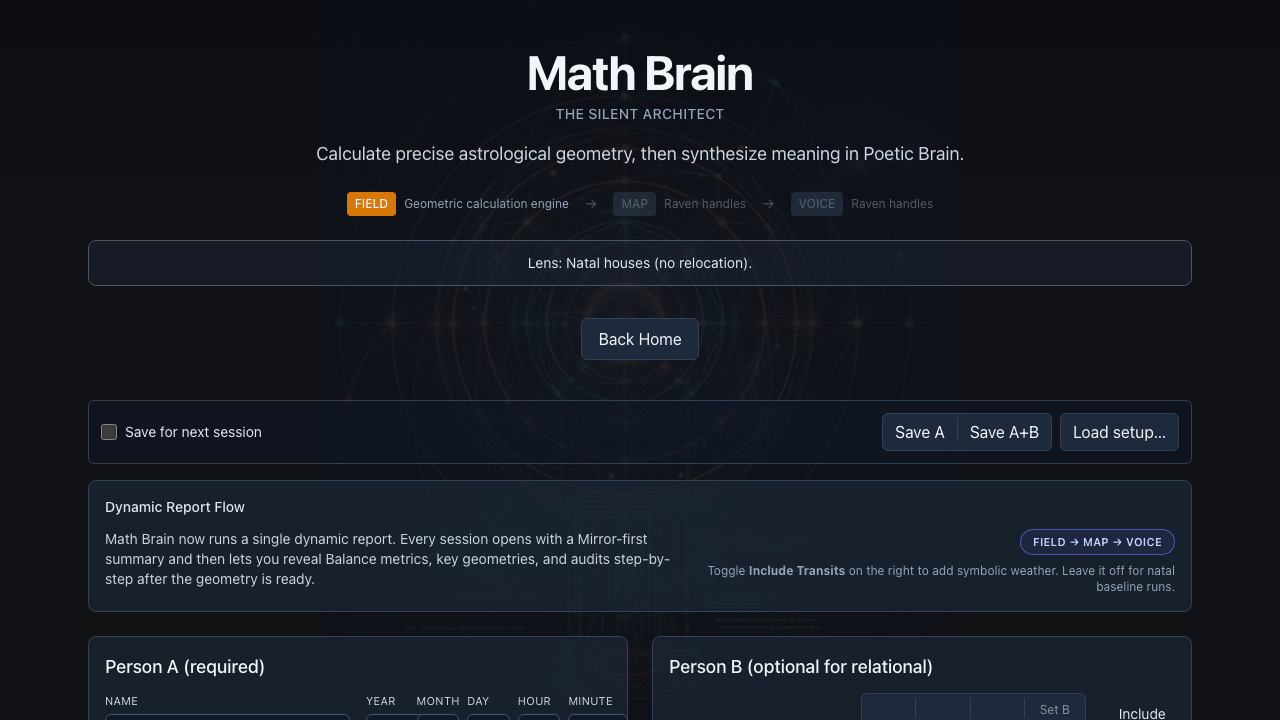 Math Brain
THE SILENT ARCHITECT
Calculate precise astrological geometry, then synthesize meaning in Poetic Brain.
FIELD Geometric calculation engine → MAP Raven handles → VOICE Raven handles
Lens: Natal houses (no relocation).
Back Home
Save for next session
Save A Save A+B Load setup...
Dynamic Report Flow
Math Brain now runs a single dynamic report. Every session opens with a Mirror-first
summary and then lets you reveal Balance metrics, key geometries, and audits step-by-
step after the geometry is ready.
FIELD → MAP → VOICE
Toggle Include Transits on the right to add symbolic weather. Leave it off for natal
baseline runs.
Person A (required)
NAME YEAR MONTH DAY HOUR MINUTE
Person B (optional for relational)
Set B
Include